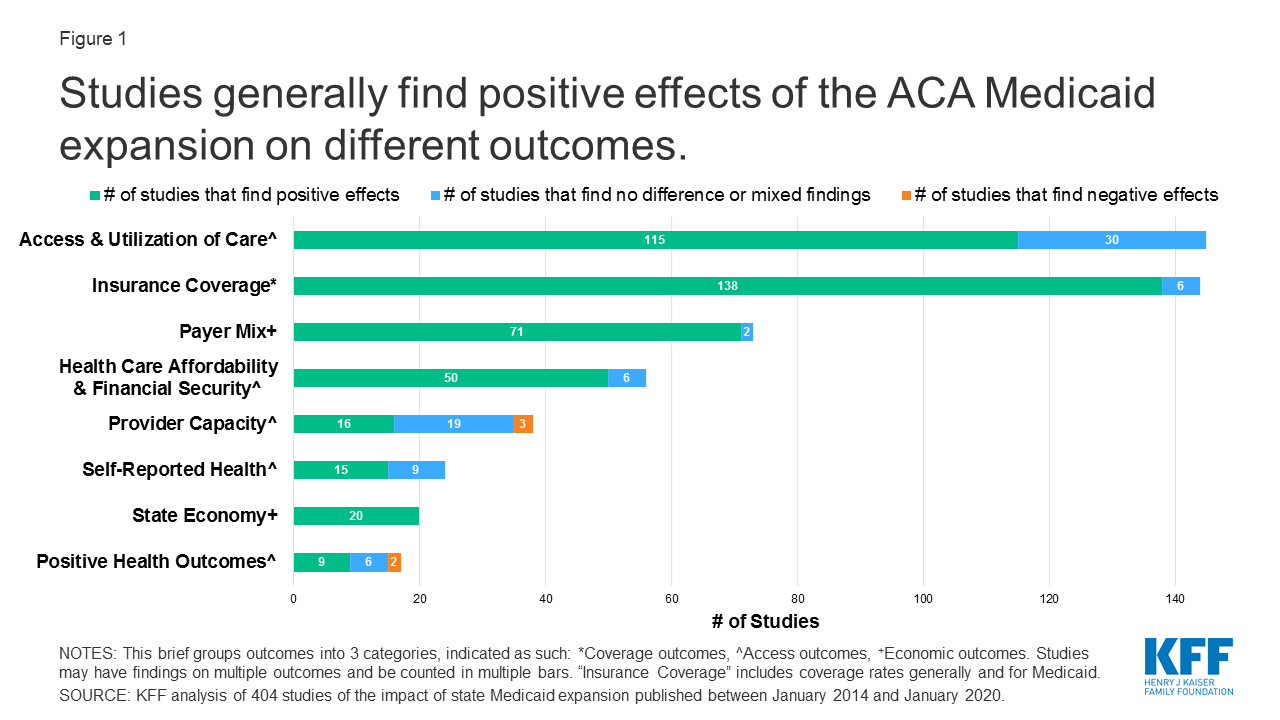 Figure 1
Studies generally find positive effects of the ACA Medicaid
expansion on different outcomes.
# of studies that find positive effects
# of studies that find no difference or mixed findings
# of studies that find negative effects
Access & Utilization of Care^
115
30
Insurance Coverage*
138
6
Payer Mix+
71
2
Health Care Affordability
& Financial Security^
50
6
Provider Capacity^
16
19
3
Self-Reported Health^
15
9
State Economy+
20
Positive Health Outcomes^
9
6
2
0
20
40
60
80
100
120
140
# of Studies
NOTES: This brief groups outcomes into 3 categories, indicated as such: *Coverage outcomes, ^Access outcomes, ⁺Economic outcomes. Studies
may have findings on multiple outcomes and be counted in multiple bars. “Insurance Coverage” includes coverage rates generally and for Medicaid.
SOURCE: KFF analysis of 404 studies of the impact of state Medicaid expansion published between January 2014 and January 2020.
KFF
HENRY J KAISER
FAMILY FOUNDATION